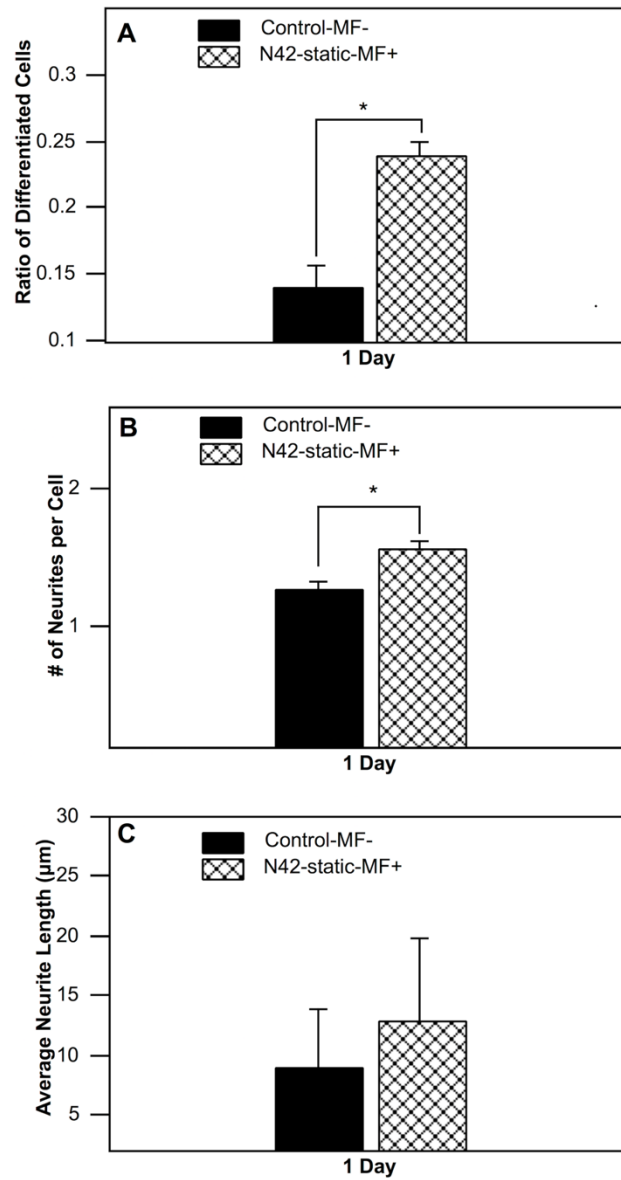 A
Control-MF-
N42-static-MF+
Ratio of Differentiated Cells
0.3
0.25
0.2
0.15
0.1
*
1 Day
B
Control-MF-
N42-static-MF+
# of Neurites per Cell
2
1
*
1 Day
C
Control-MF-
N42-static-MF+
Average Neurite Length (µm)
30
25
20
15
10
5
1 Day